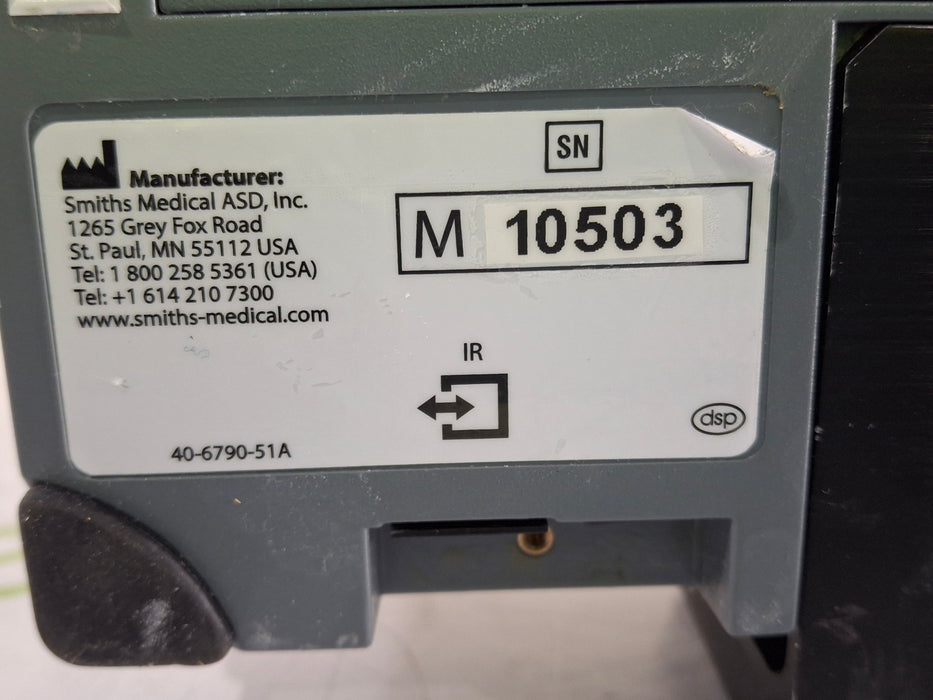 Manufacturer:
Smiths Medical ASD, Inc.
1265 Grey Fox Road
St. Paul, MN 55112 USA
Tel: 1 800 258 5361 (USA)
Tel: +1 614 210 7300
www.smiths-medical.com
SN
M 10503
IR
40-6790-51A
dsp